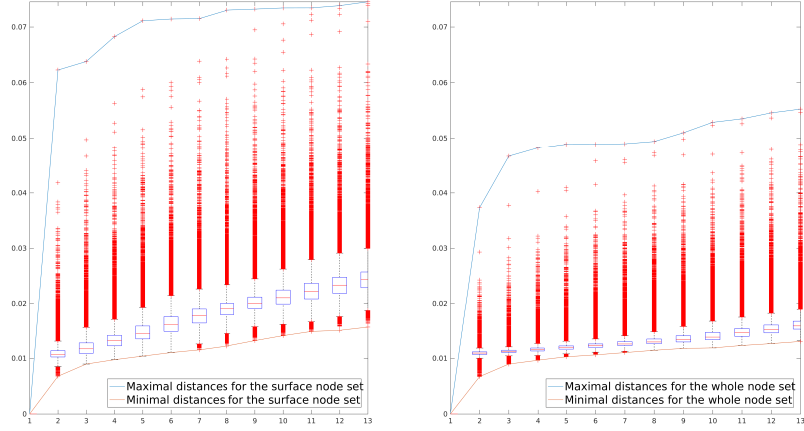 0.07
0.06
0.05
0.04
0.03
0.02
0.01
0
1 2 3 4 5 6 7 8 9 10 11 12 13
Maximal distances for the surface node set
Minimal distances for the surface node set
0.07
0.06
0.05
0.04
0.03
0.02
0.01
0
1 2 3 4 5 6 7 8 9 10 11 12 13
Maximal distances for the whole node set
Minimal distances for the whole node set